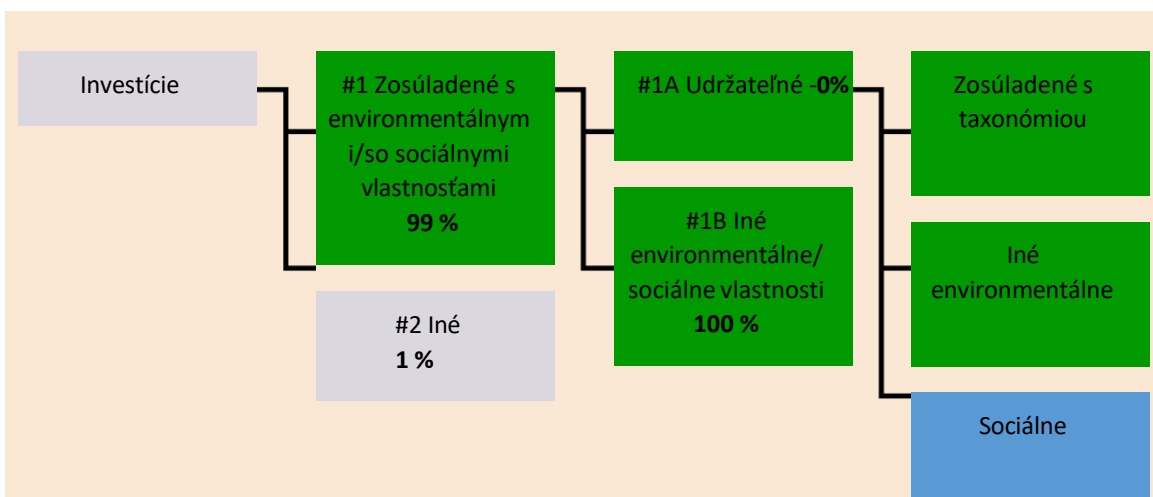 Investície
#1 Zosúladené s
environmentálnym
i/so sociálnymi
vlastnosťami
99 %
#2 Iné
1 %
#1A Udržateľné -0%
#1B Iné
environmentálne/
sociálne vlastnosti
100 %
Zosúladené s
taxonómiou
Iné
environmentálne
Sociálne